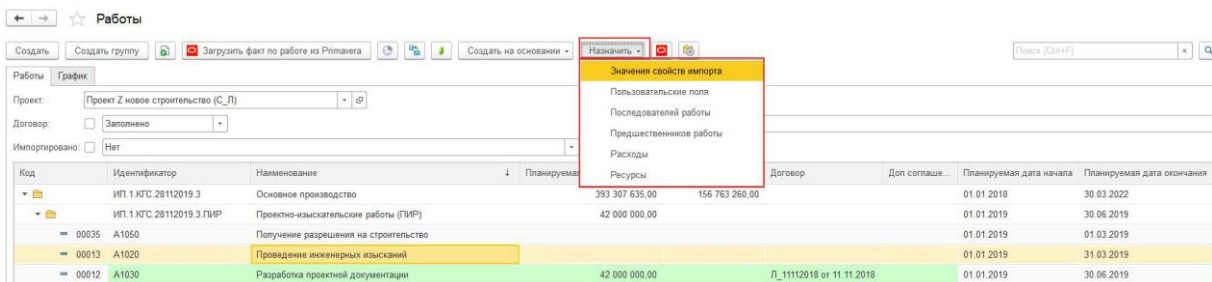 Работы
Создать Создать группу Загрузить факт по работе из Primavera Создать на основании Назначить Поиск (Ctrl+F)
Работы График
Значения свойств импорта
Проект: Проект Z новое строительство (С_Л)
Пользовательские поля
Последователей работы
Договор: Заполнено
Предшественников работы
Импортировано: Нет
Расходы
Ресурсы
Код Идентификатор Наименование Договор Доп соглаше... Планируемая дата начала Планируемая дата окончания
ИП.1.КГС.28112019.3 Основное производство 393 307 635,00 156 763 260,00 01.01.2018 30.03.2022
ИП.1.КГС.28112019.3.ПИР Проектно-изыскательские работы (ПИР) 42 000 000,00 01.01.2019 30.06.2019
00035 A1050 Получение разрешения на строительство 01.01.2019 01.03.2019
00013 A1020 Проведение инженерных изысканий 01.01.2019 31.03.2019
00012 A1030 Разработка проектной документации 42 000 000,00 Л_11112018 от 11.11.2018 01.01.2019 30.06.2019